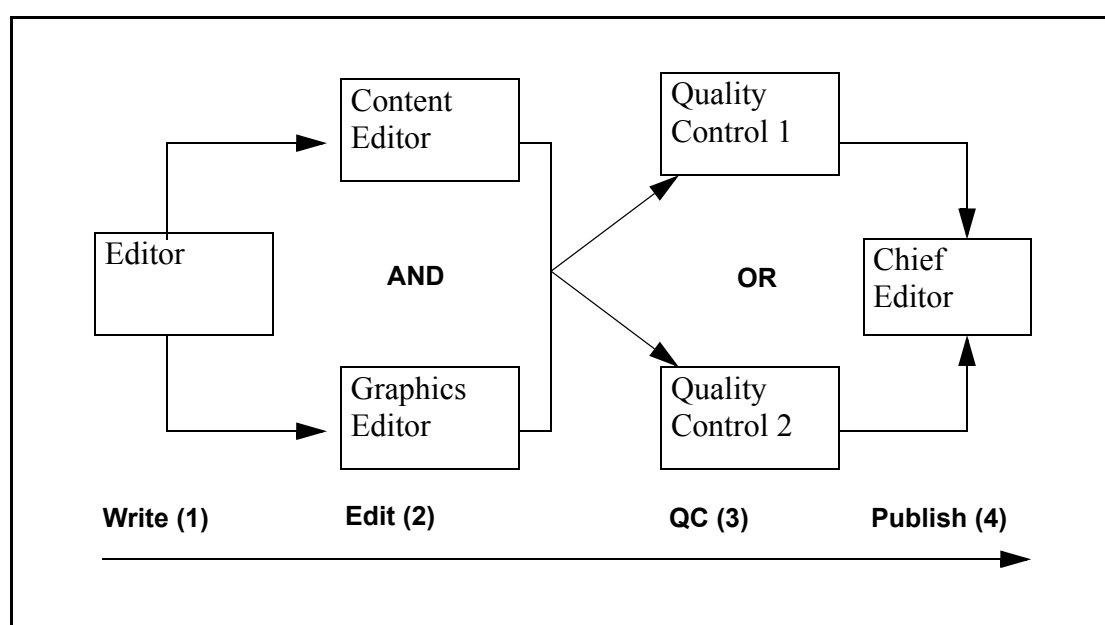 Content
Editor
Quality
Control 1
Editor
AND
OR
Chief
Editor
Graphics
Editor
Quality
Control 2
Write (1)
Edit (2)
QC (3)
Publish (4)